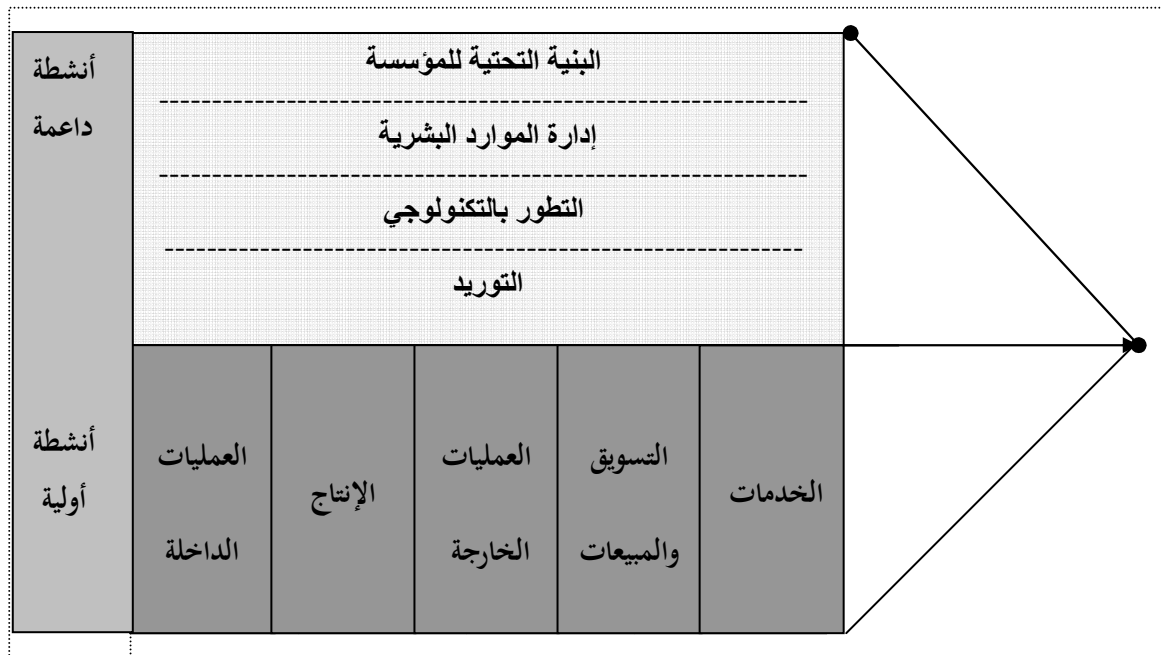 أنشطة
داعمة
البنية التحتية للمؤسسة
إدارة الموارد البشرية
التطور بالتكنولوجي
التوريد
أنشطة
أولية
العمليات
الداخلة
الإنتاج
العمليات
الخارجة
التسويق
والمبيعات
الخدمات